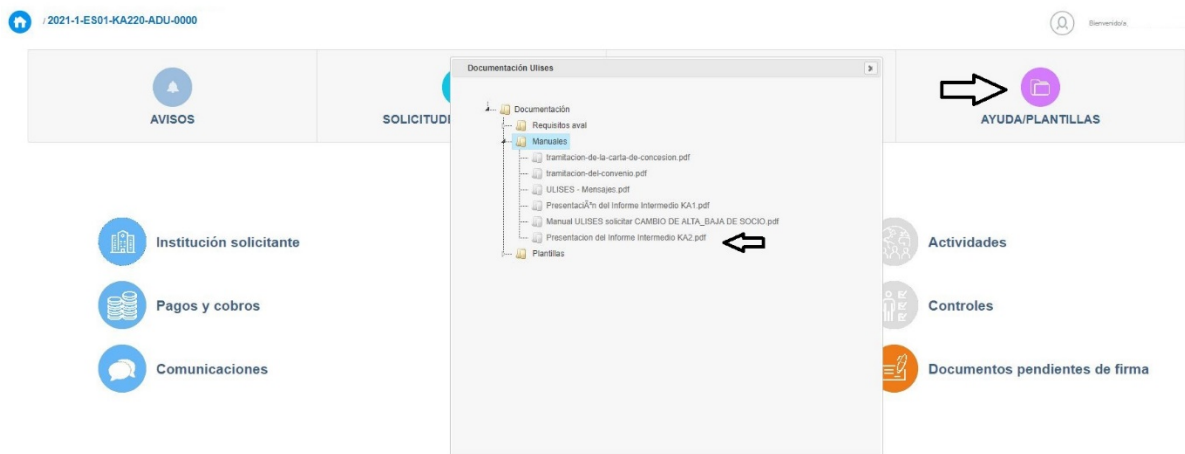 / 2021-1-ES01-KA220-ADU-0000
Bienvenido/a,
AVISOS
SOLICITUD
AYUDA/PLANTILLAS
Documentación Ulises
Documentación
Requisitos aval
Manuales
tramitacion-de-la-carta-de-concesion.pdf
tramitacion-del-convenio.pdf
ULISES - Mensajes.pdf
PresentaciÃ³n del Informe Intermedio KA1.pdf
Manual ULISES solicitar CAMBIO DE ALTA_BAJA DE SOCIO.pdf
Presentacion del Informe Intermedio KA2.pdf
Plantillas
Institución solicitante
Pagos y cobros
Comunicaciones
Actividades
Controles
Documentos pendientes de firma